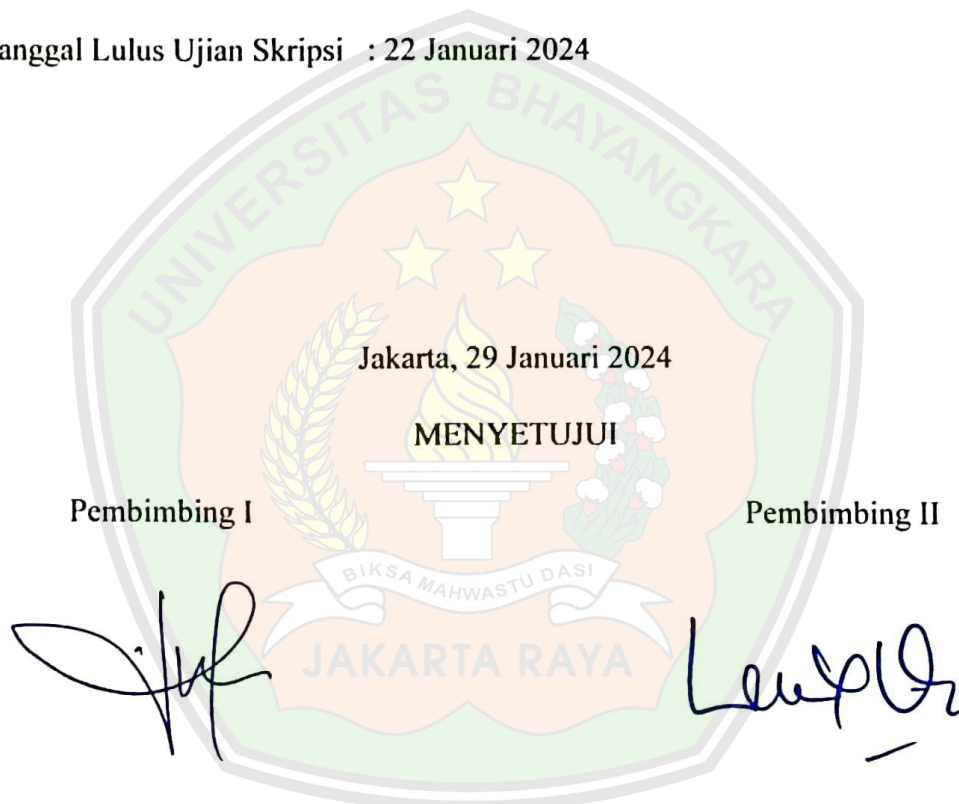 anggal Lulus Ujian Skripsi : 22 Januari 2024
UNIVERSITAS BHAYANGKARA
Jakarta, 29 Januari 2024
MENYETUJUI
Pembimbing I Pembimbing II
BIKSA MAHWASTU DASI
JAKARTA RAYA